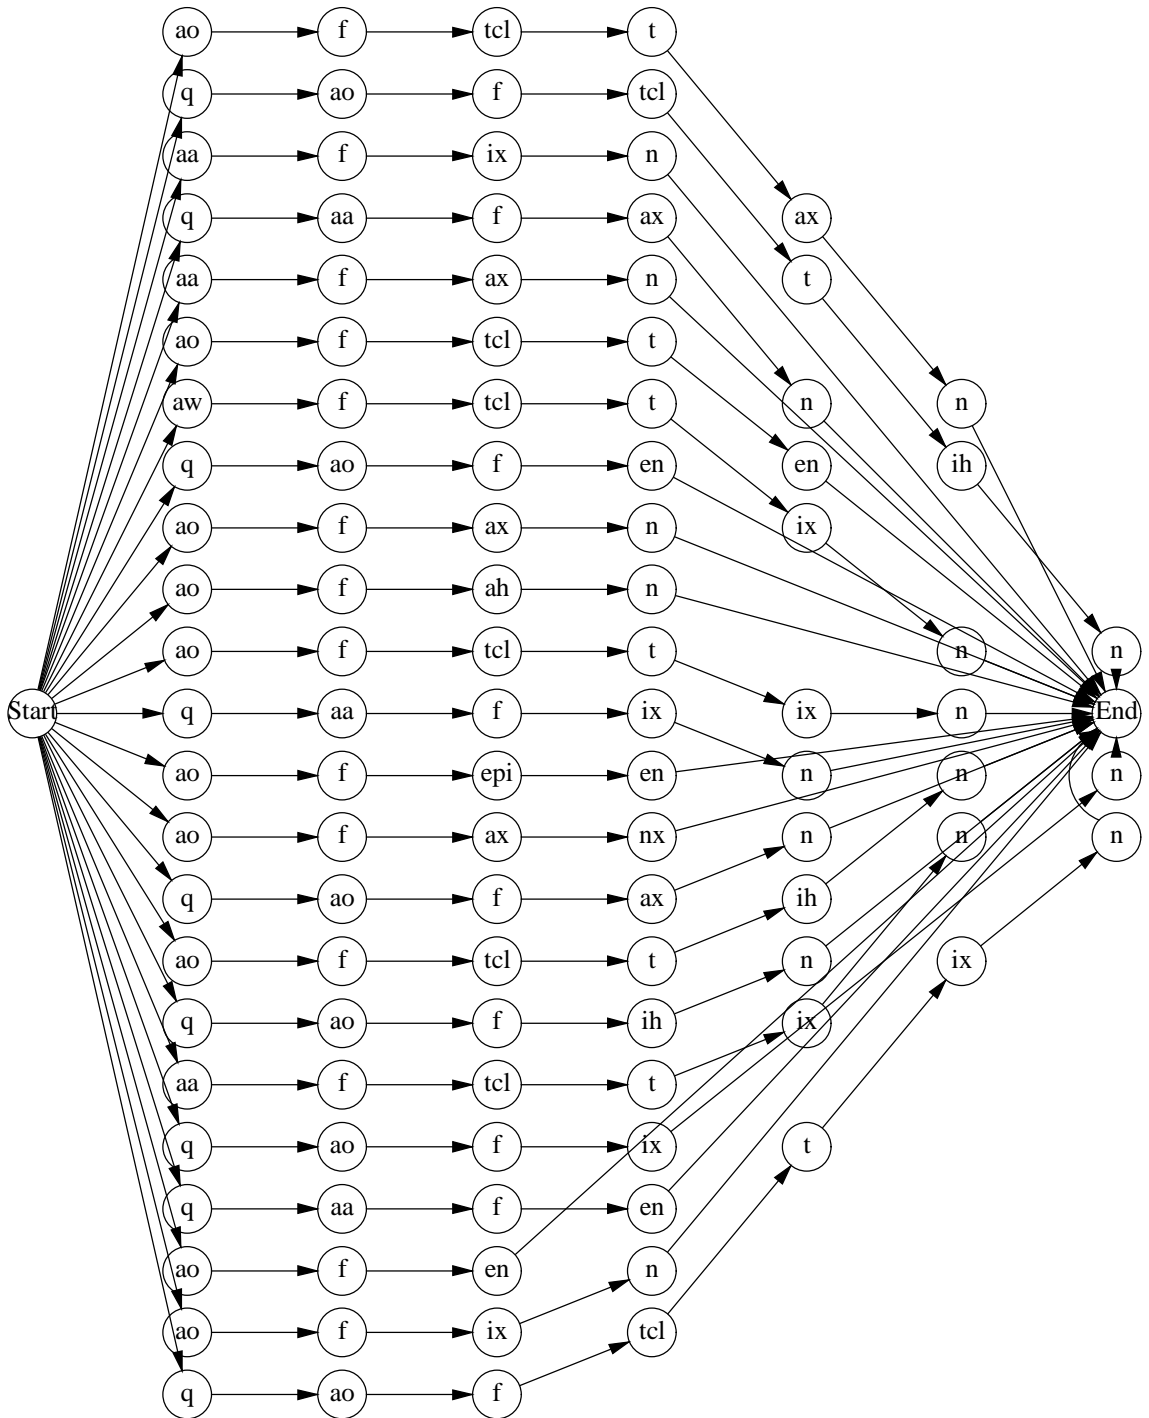 ao f tcl t
q ao f tcl
aa f ix n
q aa f ax ax
aa f ax n t
ao f tcl t
aw f tcl t n n
q ao f en en ih
ao f ax n ix
ao f ah n
ao f tcl t n n
Start q aa f ix ix n End
ao f epi en n n n
ao f ax nx n n n
q ao f ax ih
ao f tcl t n ix
q ao f ih ix
aa f tcl t
q ao f ix t
q aa f en
ao f en n
ao f ix tcl
q ao f